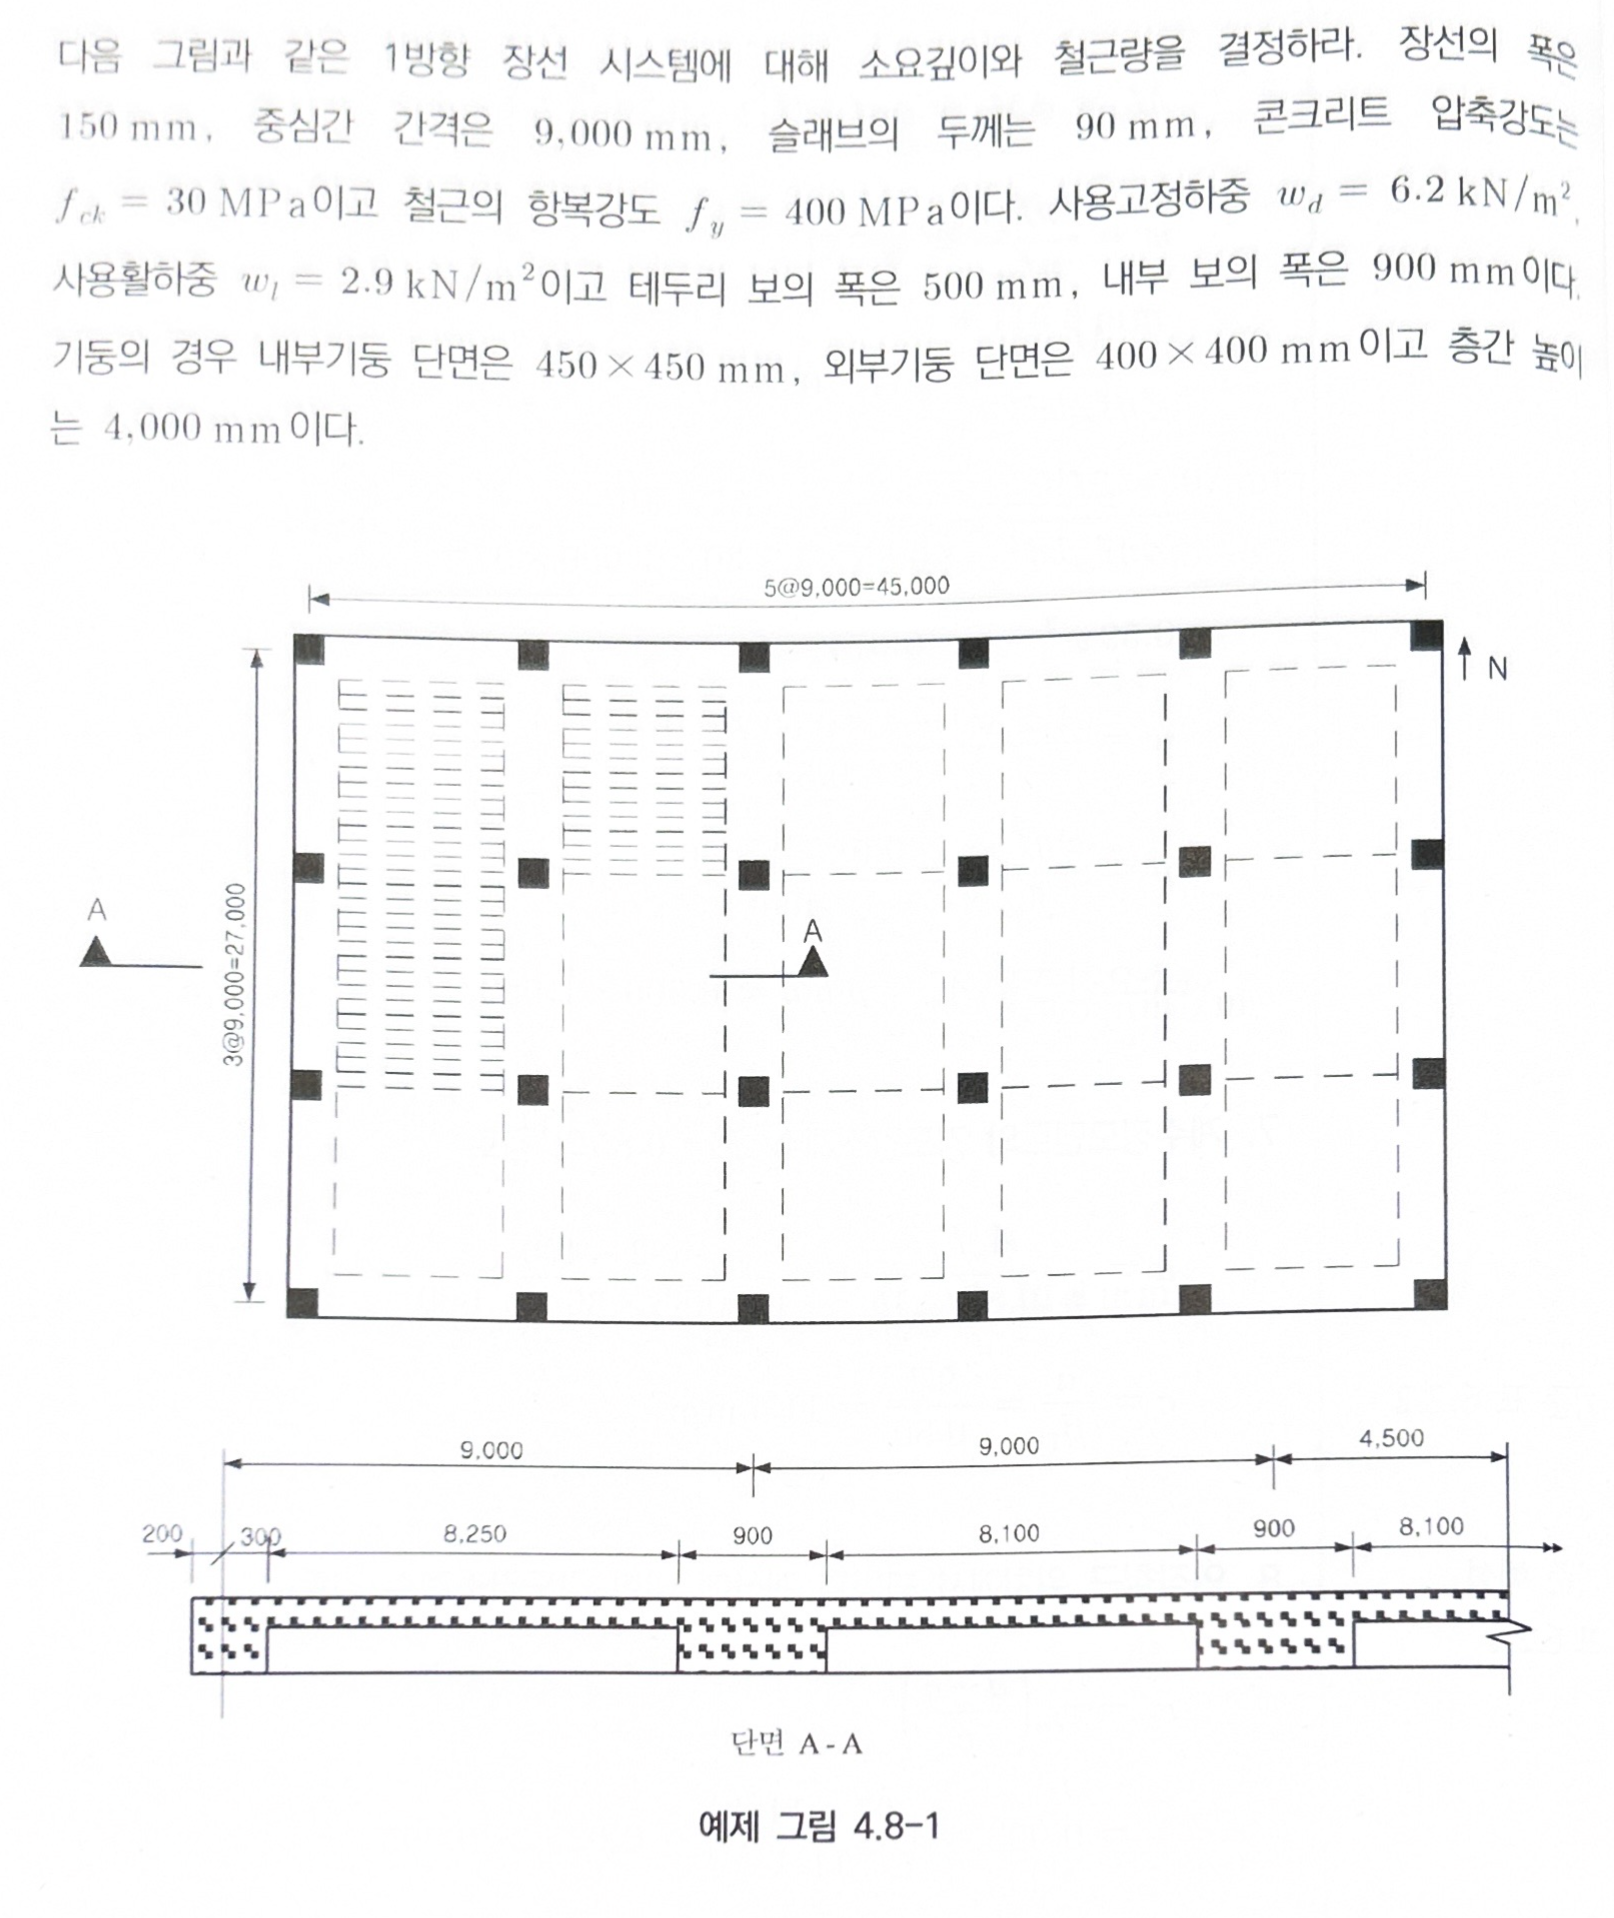 다음 그림과 같은 1방향 장선 시스템에 대해 소요깊이와 철근량을 결정하라. 장선의 폭은
150 mm, 중심간 간격은 9,000 mm, 슬래브의 두께는 90 mm, 콘크리트 압축강도는
f_ck = 30 MPa이고 철근의 항복강도 f_y = 400 MPa이다. 사용고정하중 w_d = 6.2 kN/m²,
사용활하중 w_l = 2.9 kN/m²이고 테두리 보의 폭은 500 mm, 내부 보의 폭은 900 mm이다.
기둥의 경우 내부기둥 단면은 450×450 mm, 외부기둥 단면은 400×400 mm이고 층간 높이
는 4,000 mm이다.
5@9,000=45,000
N
3@9,000=27,000
A
A
9,000 9,000 4,500
200 300 8,250 900 8,100 900 8,100
단면 A-A
예제 그림 4.8-1